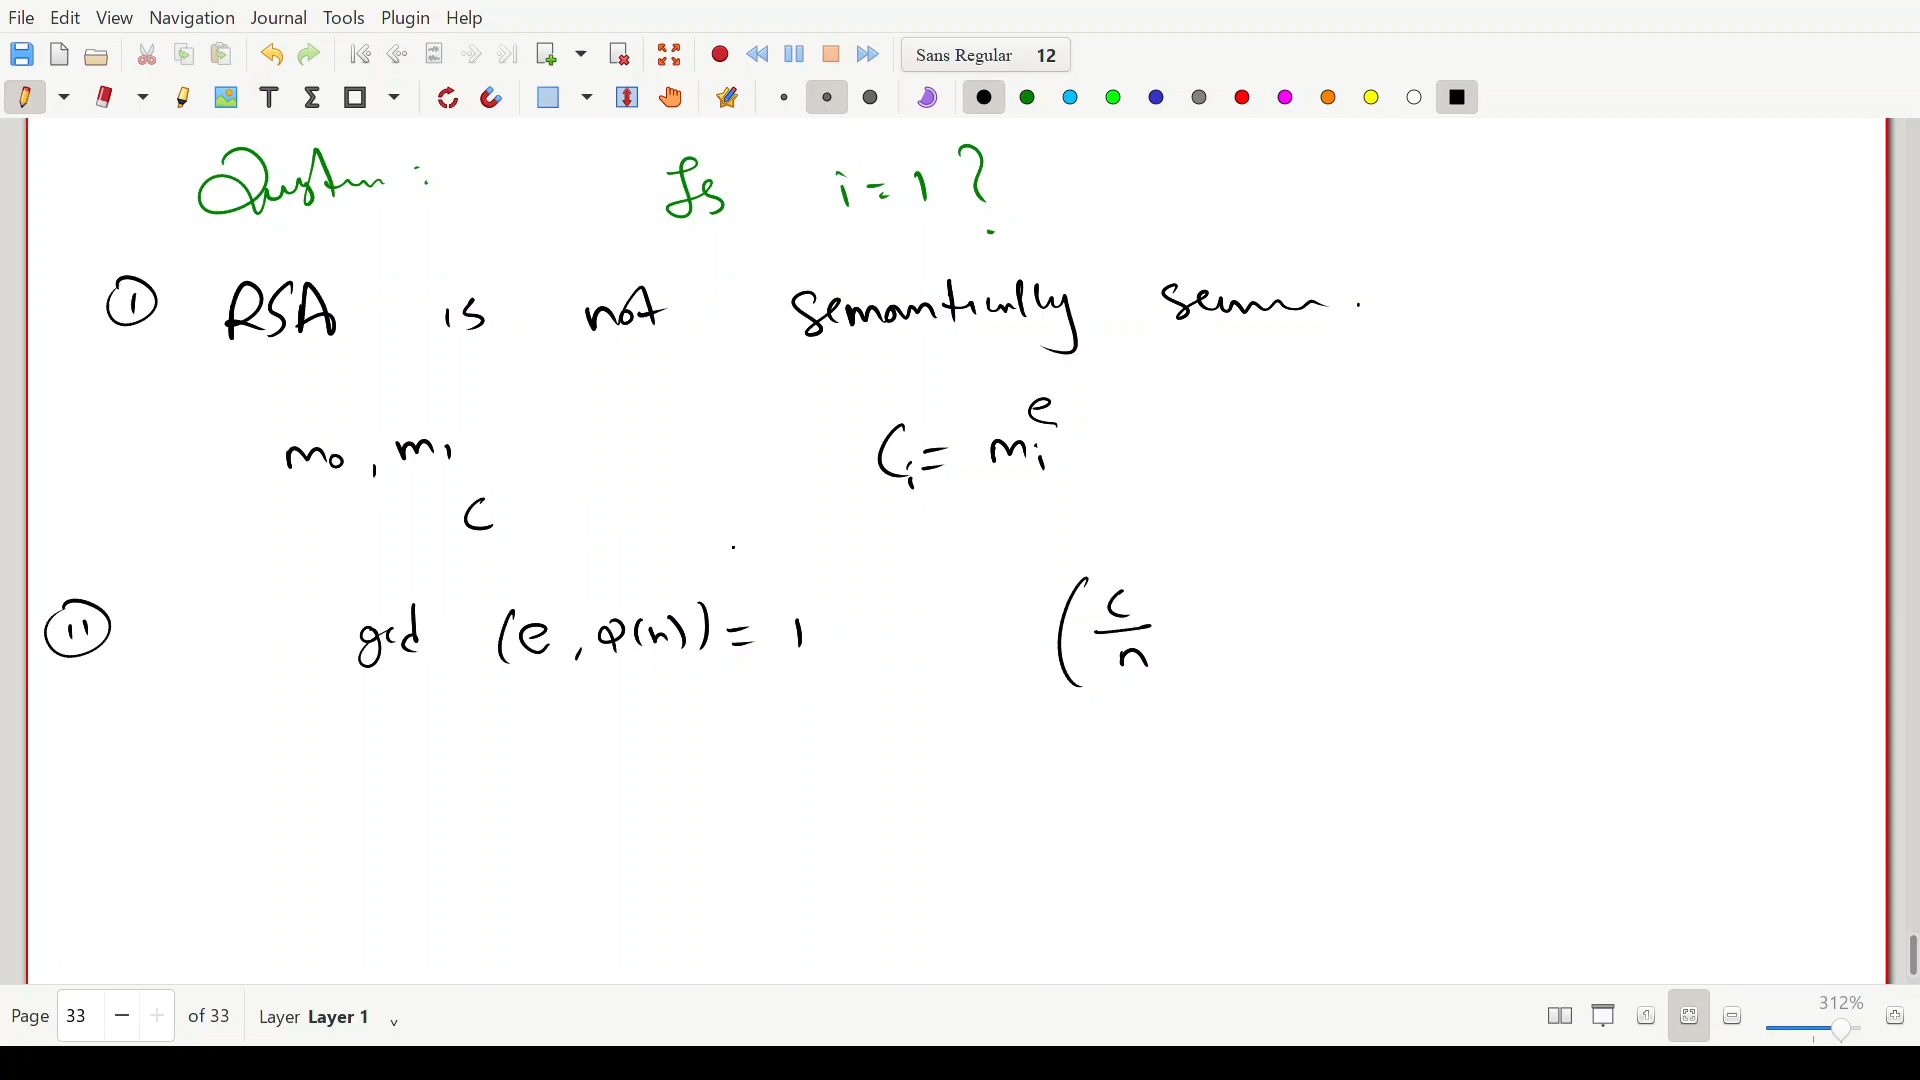 File Edit View Navigation Journal Tools Plugin Help
Sans Regular 12
Question: Is i = 1 ?
① RSA is not semantically secure.
m₀, m₁ Cᵢ = mᵢᵉ
C
⑪ gcd (e, φ(n)) = 1 (c/n
Page 33 of 33 Layer Layer 1 312%